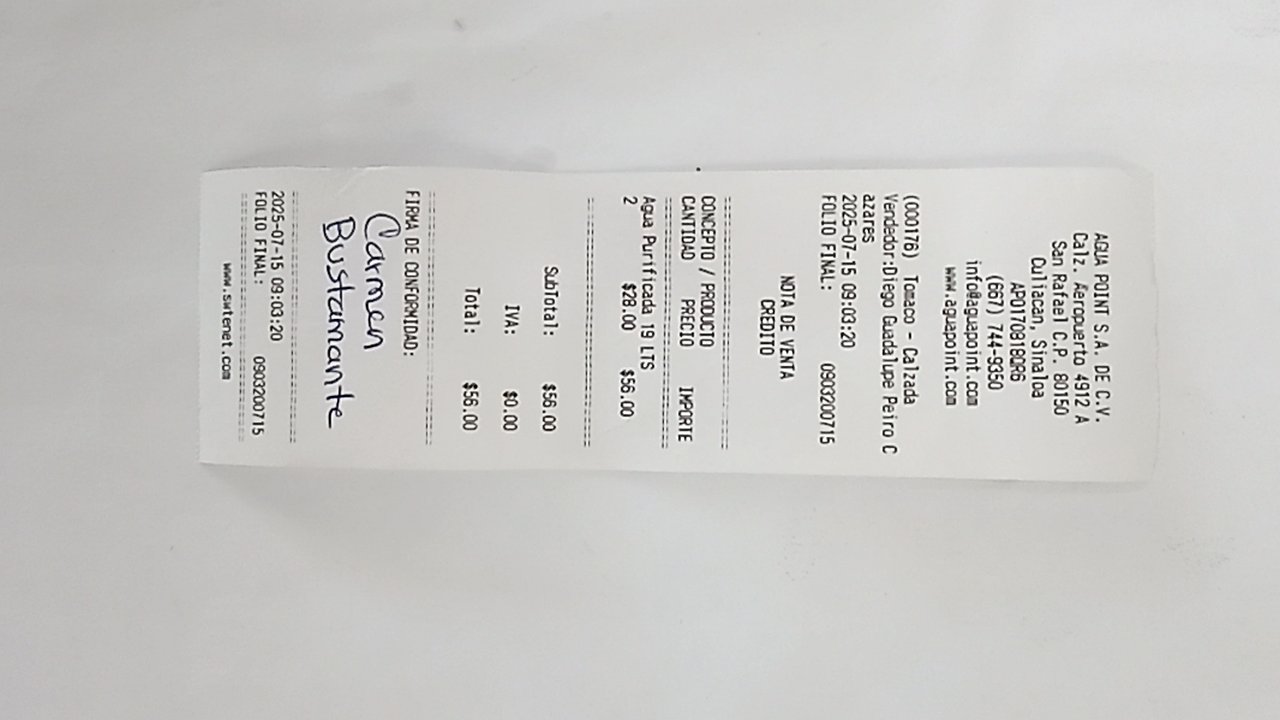 AQUA POINT S.A. DE C.V.
Calz. Aeropuerto 4912 A
San Rafael C.P. 80150
Culiacan, Sinaloa
APO170818QR6
(667) 744-9350
info@aguapoint.com
www.aguapoint.com
(000176) Tomaco - Calzada
Vendedor:Diego Guadalupe Peiro C
azares
2025-07-15 09:03:20
FOLIO FINAL: 0903200715
NOTA DE VENTA
CREDITO
================================
CONCEPTO / PRODUCTO
CANTIDAD PRECIO IMPORTE
================================
Agua Purificada 19 LTS
2 $28.00 $56.00
================================
SubTotal: $56.00
IVA: $0.00
Total: $56.00
================================
FIRMA DE CONFORMIDAD:
Carmen
Bustamante
================================
2025-07-15 09:03:20
FOLIO FINAL: 0903200715
================================
www.swtenet.com